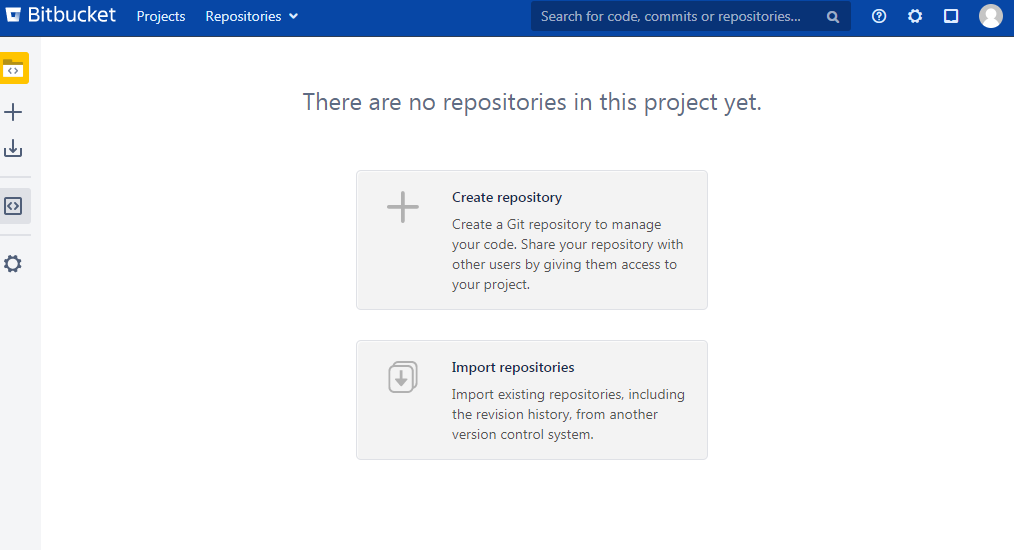 Bitbucket Projects Repositories Search for code, commits or repositories...
There are no repositories in this project yet.
Create repository
Create a Git repository to manage
your code. Share your repository with
other users by giving them access to
your project.
Import repositories
Import existing repositories, including
the revision history, from another
version control system.